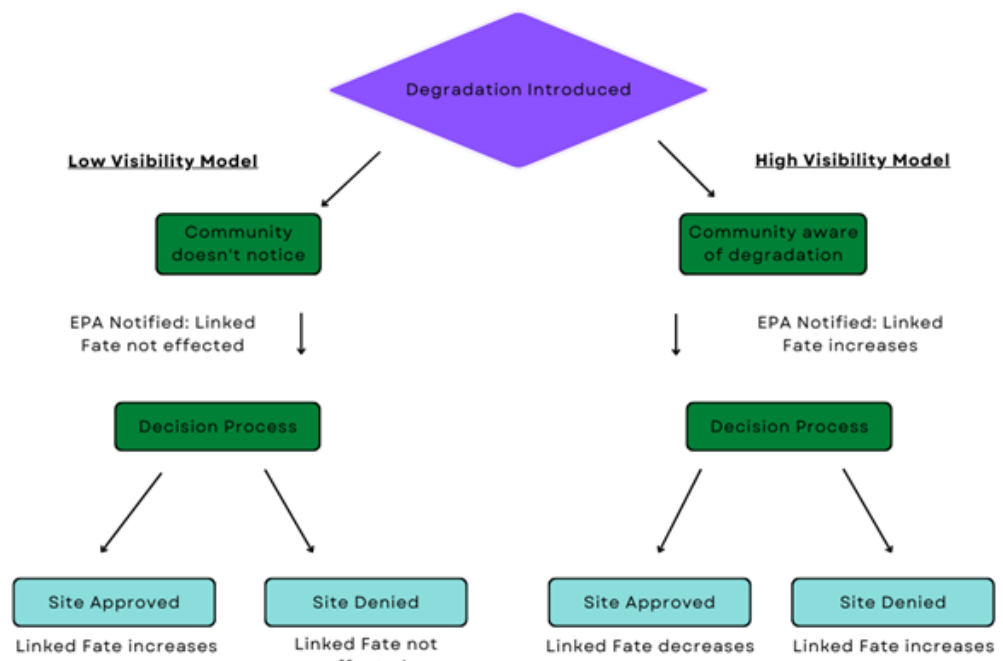 Degradation Introduced
Low Visibility Model
High Visibility Model
Community
doesn't notice
Community aware
of degradation
EPA Notified: Linked
Fate not effected
EPA Notified: Linked
Fate increases
Decision Process
Decision Process
Site Approved
Site Denied
Site Approved
Site Denied
Linked Fate increases
Linked Fate not
Linked Fate decreases
Linked Fate increases